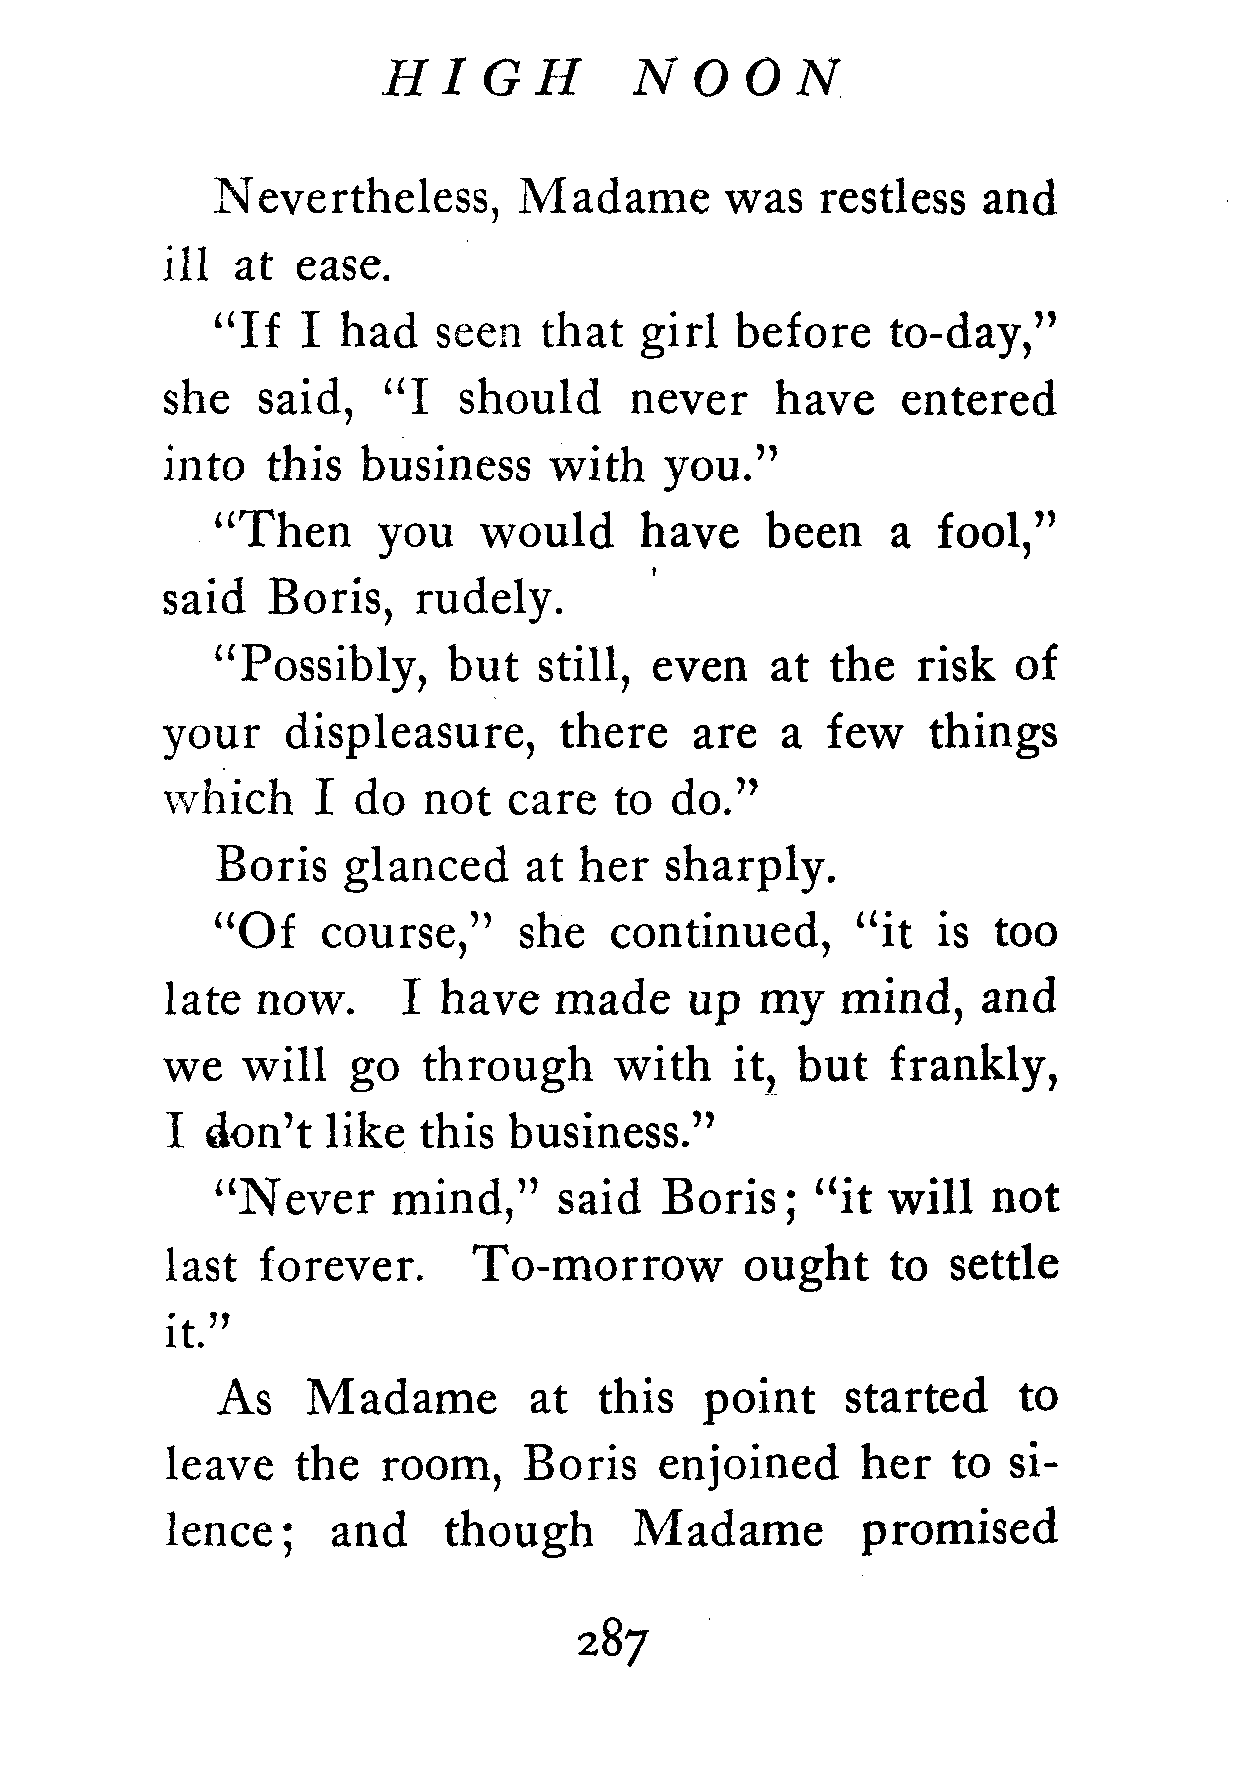 HIGH NOON
Nevertheless, Madame was restless and
ill at ease.
“If I had seen that girl before to-day,”
she said, “I should never have entered
into this business with you.”
“Then you would have been a fool,”
said Boris, rudely.
“Possibly, but still, even at the risk of
your displeasure, there are a few things
which I do not care to do.”
Boris glanced at her sharply.
“Of course,” she continued, “it is too
late now. I have made up my mind, and
we will go through with it, but frankly,
I don’t like this business.”
“Never mind,” said Boris; “it will not
last forever. To-morrow ought to settle
it.”
As Madame at this point started to
leave the room, Boris enjoined her to si-
lence; and though Madame promised
287